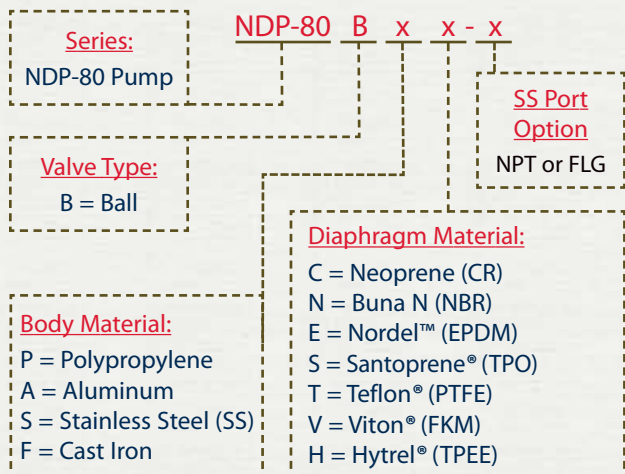 NDP-80 B x x - x
Series:
NDP-80 Pump
SS Port
Option
NPT or FLG
Valve Type:
B = Ball
Diaphragm Material:
C = Neoprene (CR)
N = Buna N (NBR)
E = Nordel™ (EPDM)
S = Santoprene® (TPO)
T = Teflon® (PTFE)
V = Viton® (FKM)
H = Hytrel® (TPEE)
Body Material:
P = Polypropylene
A = Aluminum
S = Stainless Steel (SS)
F = Cast Iron